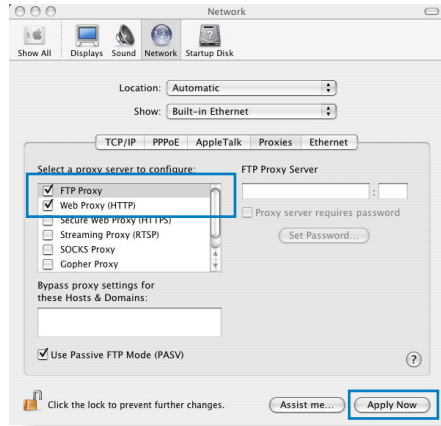 Network
Show All Displays Sound Network Startup Disk
Location: Automatic
Show: Built-in Ethernet
TCP/IP PPPoE AppleTalk Proxies Ethernet
Select a proxy server to configure: FTP Proxy Server
FTP Proxy
:
Web Proxy (HTTP)
Proxy server requires password
Secure Web Proxy (HTTPS)
Streaming Proxy (RTSP)
Set Password...
SOCKS Proxy
Gopher Proxy
Bypass proxy settings for
these Hosts & Domains:
Use Passive FTP Mode (PASV)
?
Click the lock to prevent further changes.
Assist me... Apply Now